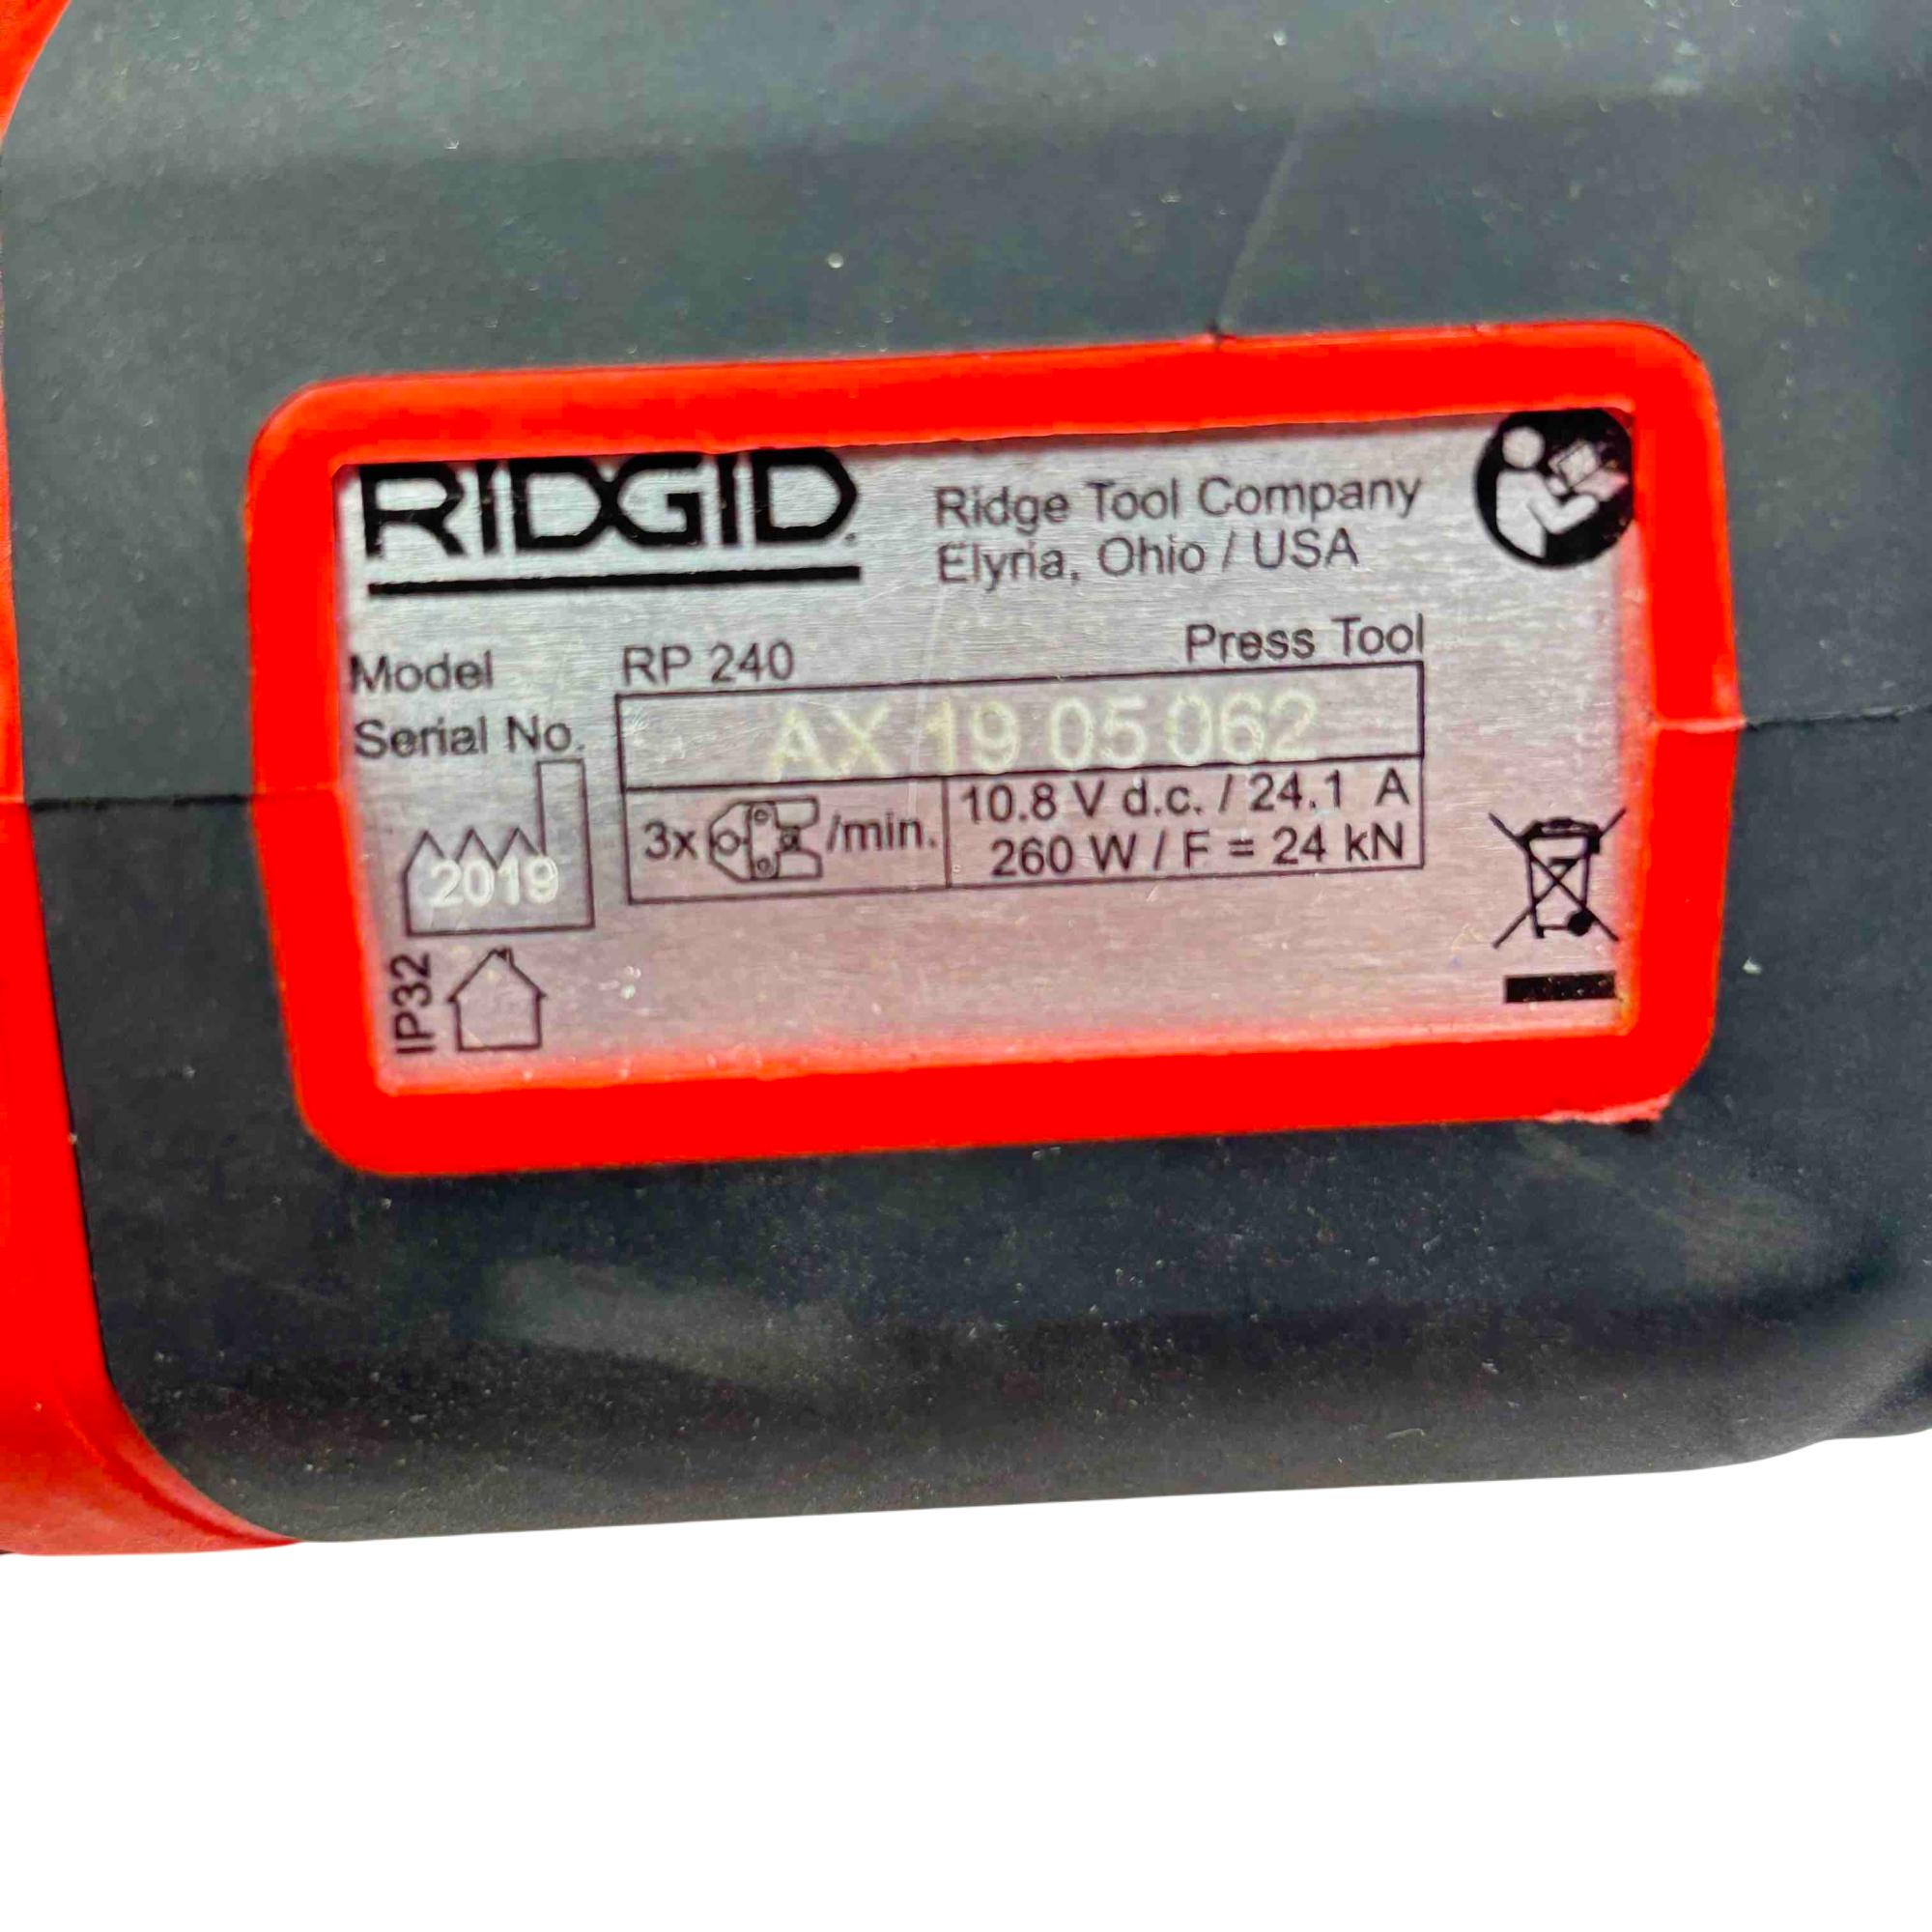 RIDGID
Ridge Tool Company
Elyria, Ohio / USA
Model RP 240 Press Tool
Serial No. AX 19 05 062
2019
3x /min. 10.8 V d.c. / 24.1 A
260 W / F = 24 kN
IP32